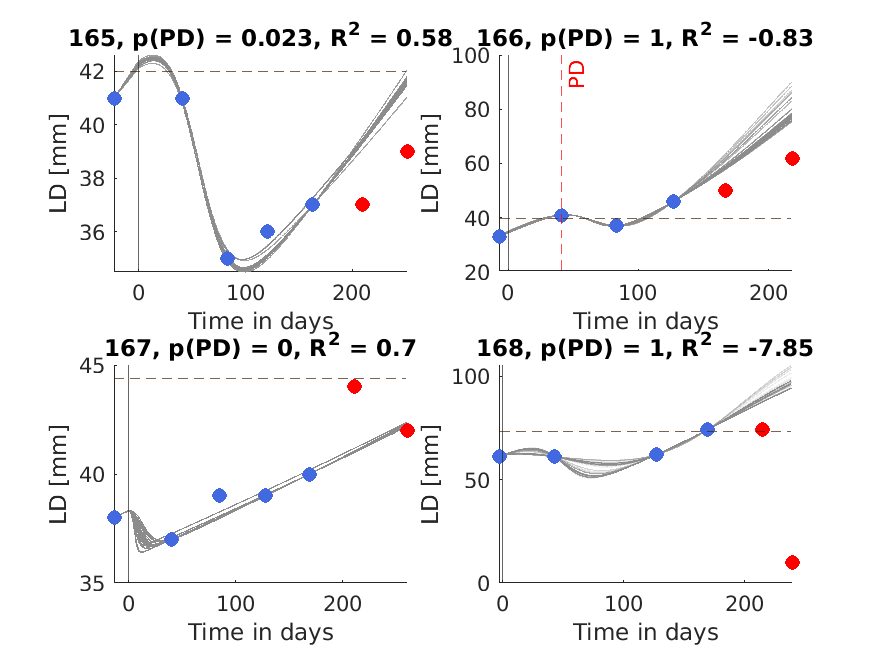 165, p(PD) = 0.023, R² = 0.58
42
40
38
36
LD [mm]
0
100
200
Time in days
166, p(PD) = 1, R² = -0.83
100
80
60
40
20
LD [mm]
PD
0
100
200
Time in days
167, p(PD) = 0, R² = 0.7
45
40
35
LD [mm]
0
100
200
Time in days
168, p(PD) = 1, R² = -7.85
100
50
0
LD [mm]
0
100
200
Time in days